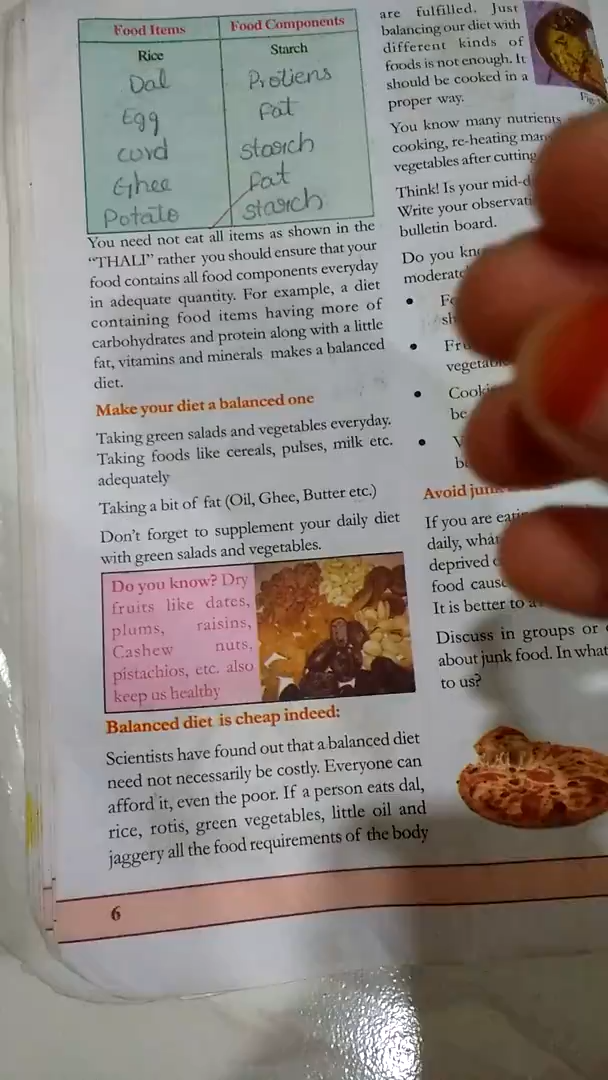 Food Items Food Components
Rice Starch
Dal Protiens
Egg Fat
curd starch
Ghee Fat
Potato starch
You need not eat all items as shown in the
“THALI” rather you should ensure that your
food contains all food components everyday
in adequate quantity. For example, a diet
containing food items having more of
carbohydrates and protein along with a little
fat, vitamins and minerals makes a balanced
diet.
Make your diet a balanced one
Taking green salads and vegetables everyday.
Taking foods like cereals, pulses, milk etc.
adequately
Taking a bit of fat (Oil, Ghee, Butter etc.)
Don’t forget to supplement your daily diet
with green salads and vegetables.
Do you know? Dry
fruits like dates,
plums, raisins,
Cashew nuts,
pistachios, etc. also
keep us healthy
Balanced diet is cheap indeed:
Scientists have found out that a balanced diet
need not necessarily be costly. Everyone can
afford it, even the poor. If a person eats dal,
rice, rotis, green vegetables, little oil and
jaggery all the food requirements of the body
6
are fulfilled. Just
balancing our diet with
different kinds of
foods is not enough. It
should be cooked in a
proper way.
You know many nutrients
cooking, re-heating
vegetables after cutting
Think! Is your
Write your
bulletin board.
Do you
•
•
•
Cooki
be
•
Avoid
If you are
daily,
deprived
food
It is better to
Discuss in groups or
about junk food. In what
to us?